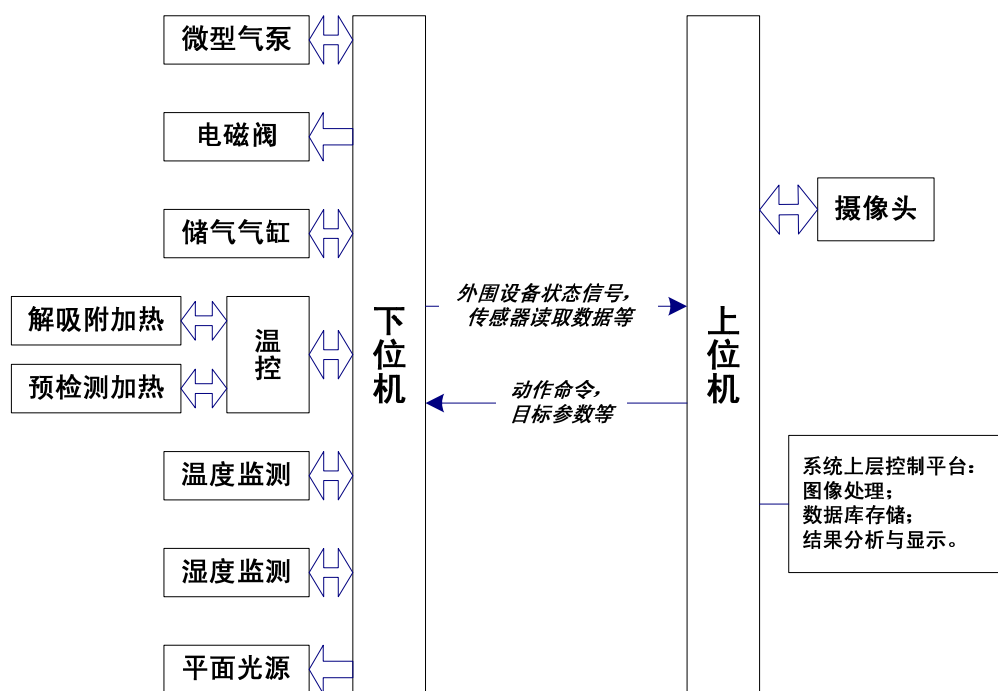 微型气泵
电磁阀
储气气缸
解吸附加热
预检测加热
温
控
温度监测
湿度监测
平面光源
下
位
机
外围设备状态信号，
传感器读取数据等
动作命令，
目标参数等
上
位
机
摄像头
系统上层控制平台：
图像处理；
数据库存储；
结果分析与显示。